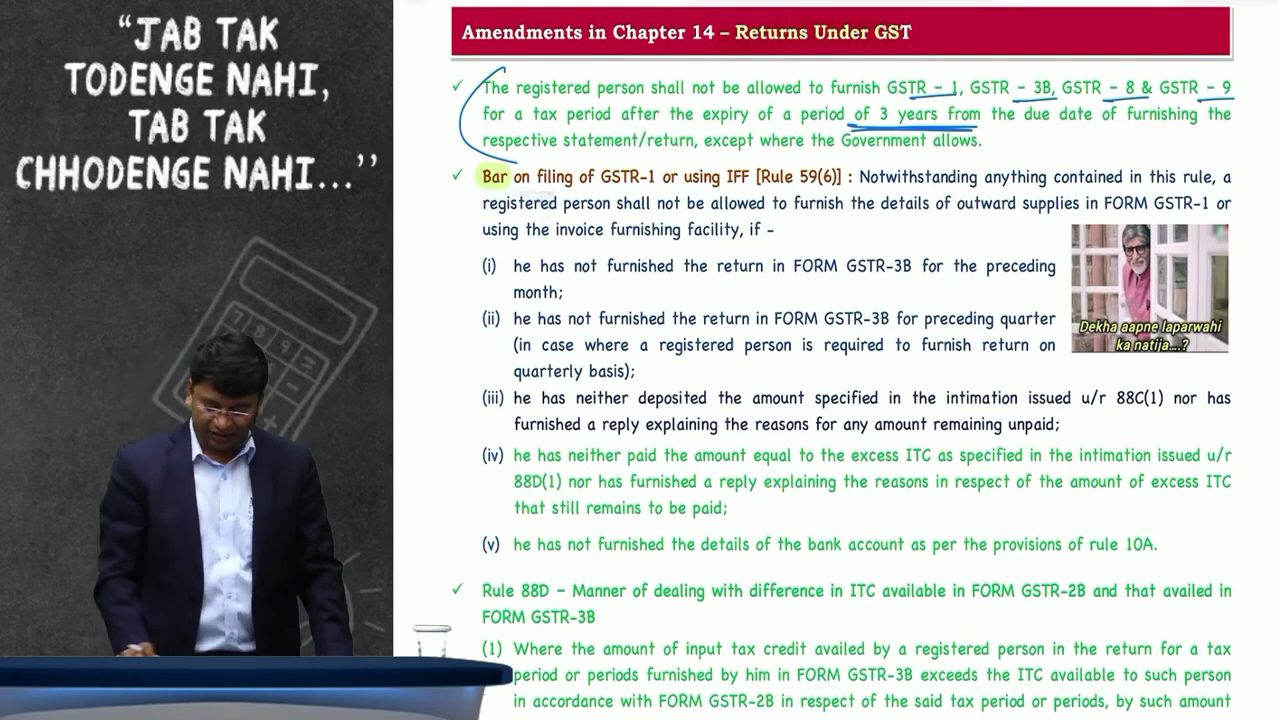 “JAB TAK
TODENGE NAHI,
TAB TAK
CHHODENGE NAHI...’’
Amendments in Chapter 14 – Returns Under GST
✓ The registered person shall not be allowed to furnish GSTR – 1, GSTR – 3B, GSTR – 8 & GSTR – 9
for a tax period after the expiry of a period of 3 years from the due date of furnishing the
respective statement/return, except where the Government allows.
✓ Bar on filing of GSTR-1 or using IFF [Rule 59(6)] : Notwithstanding anything contained in this rule, a
registered person shall not be allowed to furnish the details of outward supplies in FORM GSTR-1 or
using the invoice furnishing facility, if –
(i) he has not furnished the return in FORM GSTR-3B for the preceding
month;
(ii) he has not furnished the return in FORM GSTR-3B for preceding quarter
(in case where a registered person is required to furnish return on
quarterly basis);
Dekha aapne laparwahi
ka natija....?
(iii) he has neither deposited the amount specified in the intimation issued u/r 88C(1) nor has
furnished a reply explaining the reasons for any amount remaining unpaid;
(iv) he has neither paid the amount equal to the excess ITC as specified in the intimation issued u/r
88D(1) nor has furnished a reply explaining the reasons in respect of the amount of excess ITC
that still remains to be paid;
(v) he has not furnished the details of the bank account as per the provisions of rule 10A.
✓ Rule 88D – Manner of dealing with difference in ITC available in FORM GSTR-2B and that availed in
FORM GSTR-3B
(1) Where the amount of input tax credit availed by a registered person in the return for a tax
period or periods furnished by him in FORM GSTR-3B exceeds the ITC available to such person
in accordance with FORM GSTR-2B in respect of the said tax period or periods, by such amount